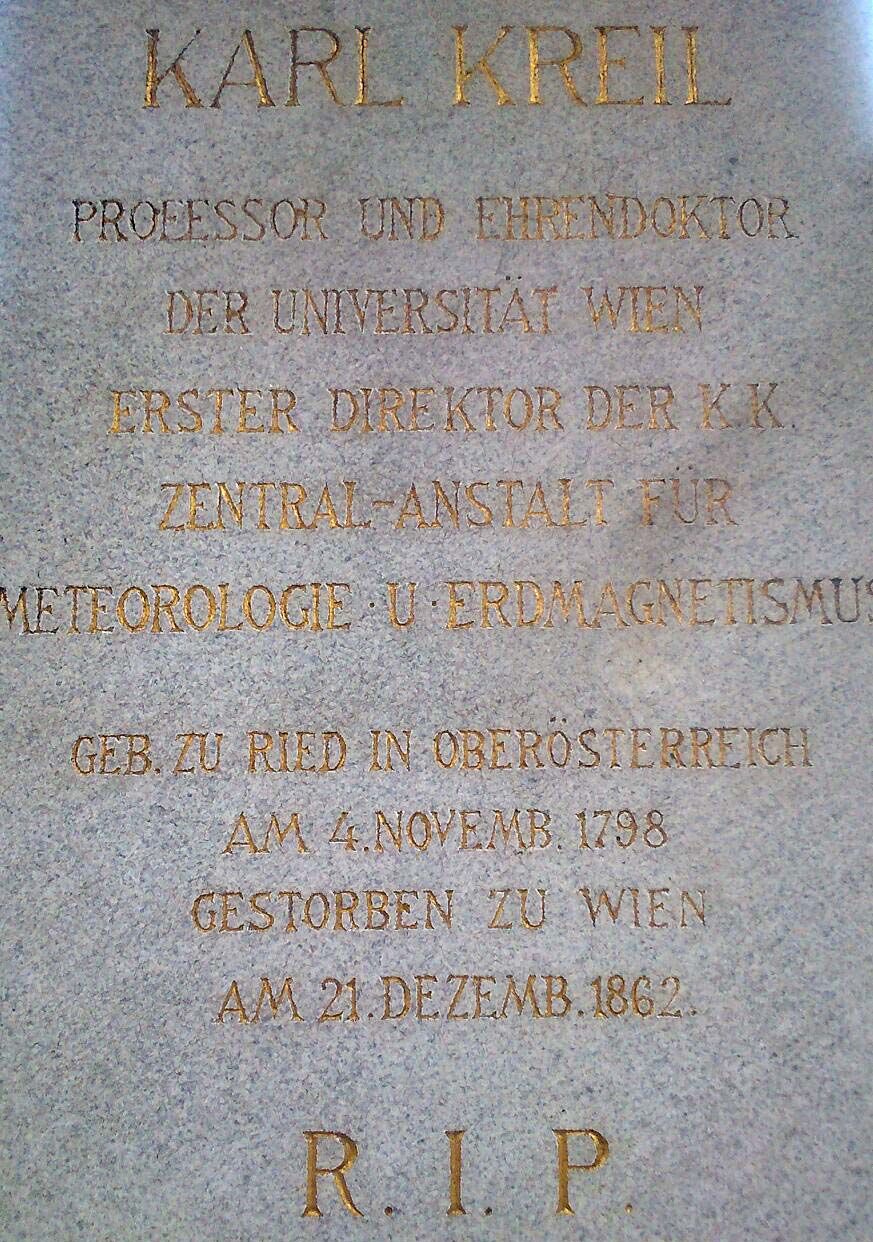 KARL KREIL
PROFESSOR UND EHRENDOKTOR
DER UNIVERSITÄT WIEN
ERSTER DIREKTOR DER K. K.
ZENTRAL-ANSTALT FÜR
METEOROLOGIE · U · ERDMAGNETISMUS
GEB. ZU RIED IN OBERÖSTERREICH
AM 4. NOVEMB. 1798
GESTORBEN ZU WIEN
AM 21. DEZEMB. 1862.
R. I. P.